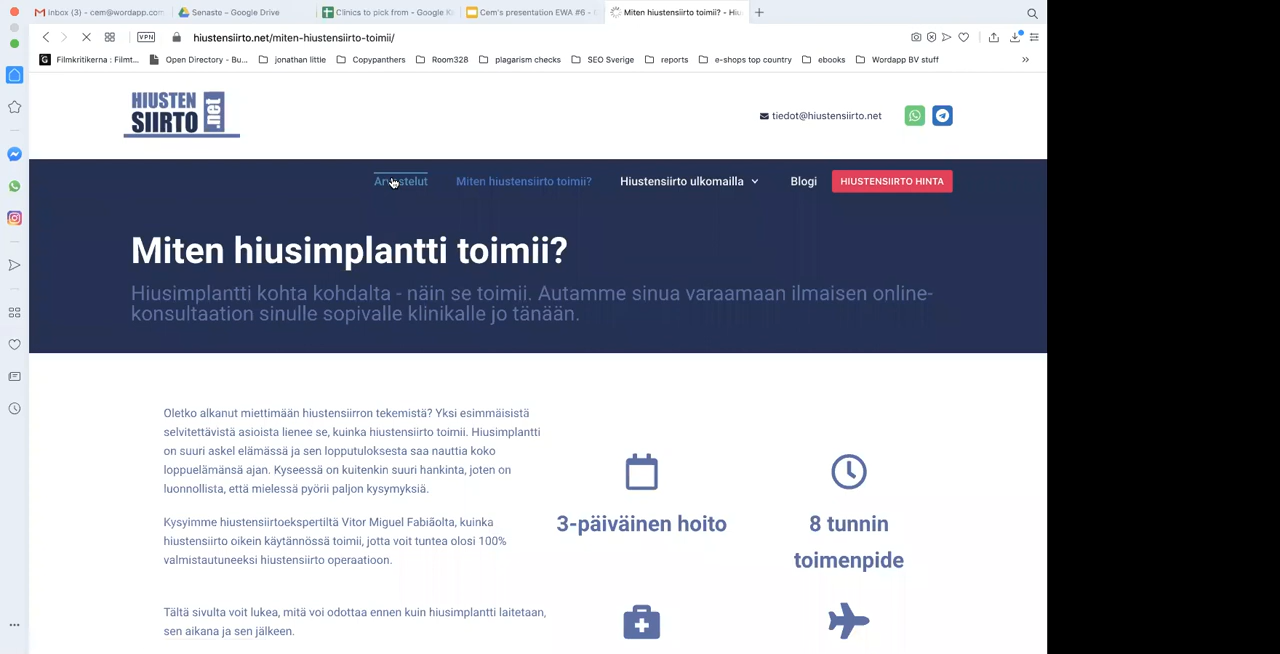 Inbox (3) - cem@wordapp.com
Senaste – Google Drive
Clinics to pick from - Google K
Cem's presentation EWA #6 -
Miten hiustensiirto toimii? - Hiu
VPN
hiustensiirto.net/miten-hiustensiirto-toimii/
Filmkritikerna : Filmt...
Open Directory - Bu...
jonathan little
Copypanthers
Room328
plagarism checks
SEO Sverige
reports
e-shops top country
ebooks
Wordapp BV stuff
HIUSTEN
SIIRTO .net
tiedot@hiustensiirto.net
Arvostelut
Miten hiustensiirto toimii?
Hiustensiirto ulkomailla
Blogi
HIUSTENSIIRTO HINTA
Miten hiusimplantti toimii?
Hiusimplantti kohta kohdalta - näin se toimii. Autamme sinua varaamaan ilmaisen online-
konsultaation sinulle sopivalle klinikalle jo tänään.
Oletko alkanut miettimään hiustensiirron tekemistä? Yksi esimmäisistä
selvitettävistä asioista lienee se, kuinka hiustensiirto toimii. Hiusimplantti
on suuri askel elämässä ja sen lopputuloksesta saa nauttia koko
loppuelämänsä ajan. Kyseessä on kuitenkin suuri hankinta, joten on
luonnollista, että mielessä pyörii paljon kysymyksiä.
Kysyimme hiustensiirtoekspertiltä Vitor Miguel Fabiãolta, kuinka
hiustensiirto oikein käytännössä toimii, jotta voit tuntea olosi 100%
valmistautuneeksi hiustensiirto operaatioon.
Tältä sivulta voit lukea, mitä voi odottaa ennen kuin hiusimplantti laitetaan,
sen aikana ja sen jälkeen.
3-päiväinen hoito
8 tunnin
toimenpide